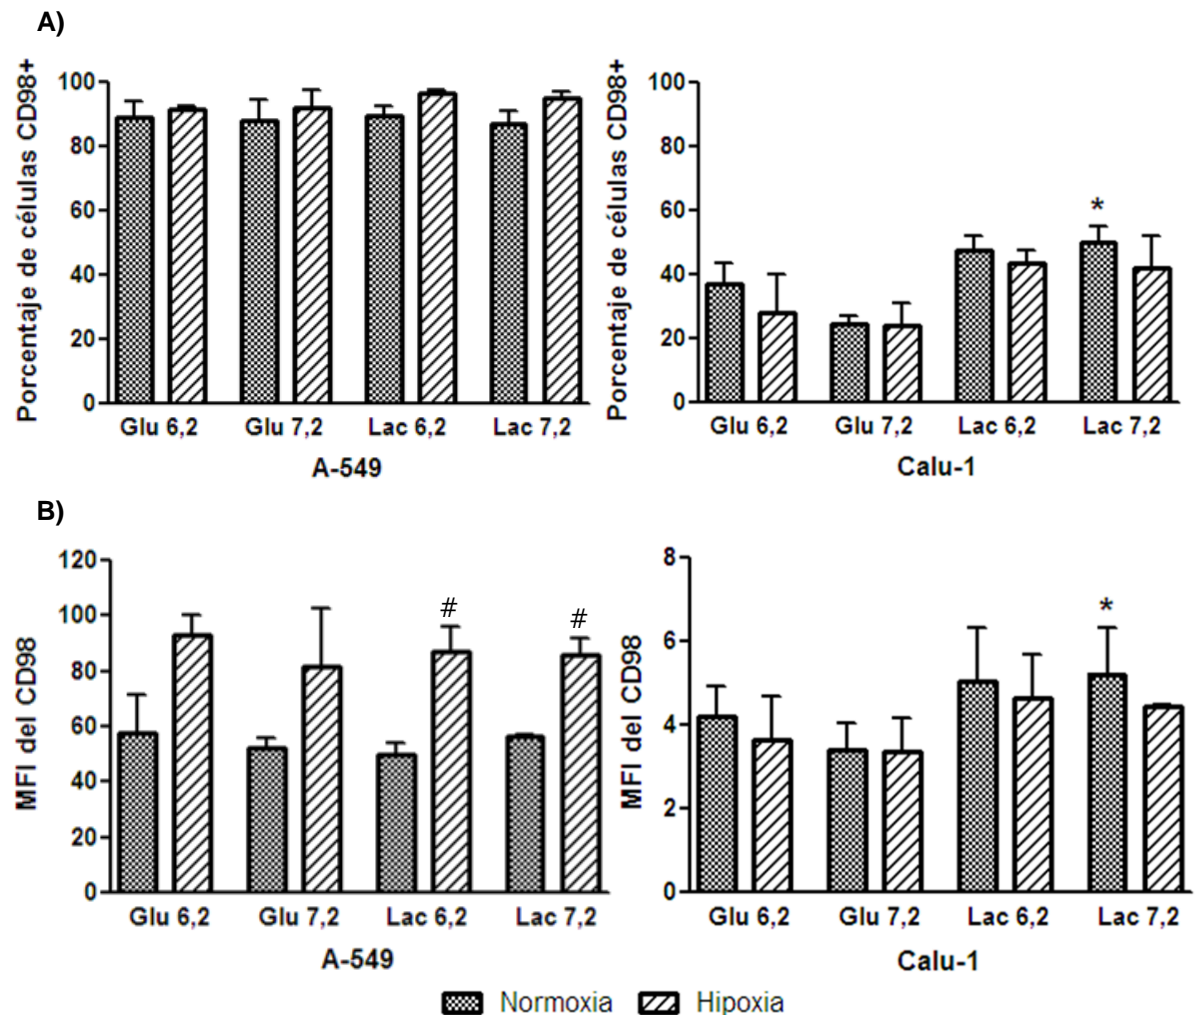 A)
Porcentaje de células CD98+
100
80
60
40
20
0
Glu 6,2 Glu 7,2 Lac 6,2 Lac 7,2
A-549
Porcentaje de células CD98+
100
80
60
40
20
0
*
Glu 6,2 Glu 7,2 Lac 6,2 Lac 7,2
Calu-1
B)
MFI del CD98
120
100
80
60
40
20
0
# #
Glu 6,2 Glu 7,2 Lac 6,2 Lac 7,2
A-549
MFI del CD98
8
6
4
2
0
*
Glu 6,2 Glu 7,2 Lac 6,2 Lac 7,2
Calu-1
Normoxia Hipoxia